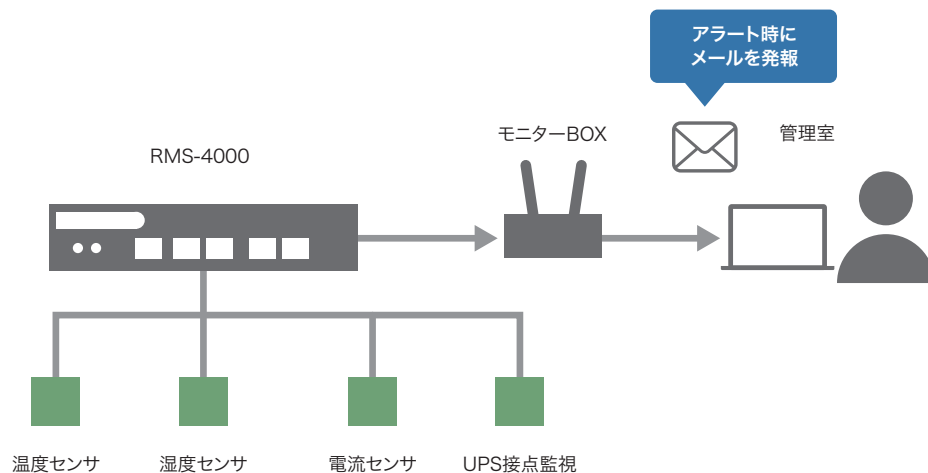 アラート時に
メールを発報
モニターBOX
管理室
RMS-4000
温度センサ
湿度センサ
電流センサ
UPS接点監視